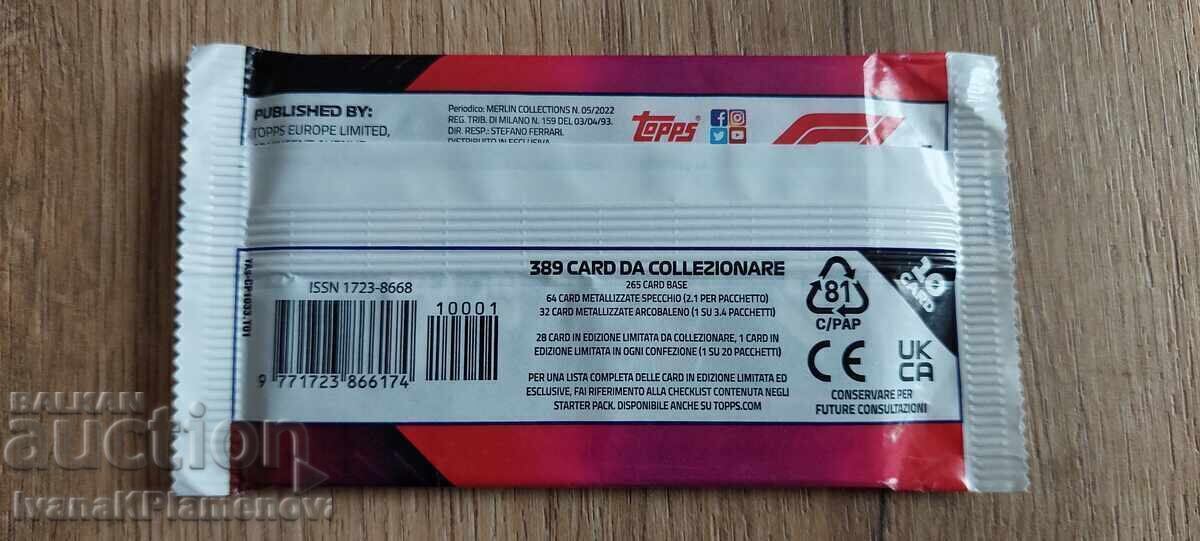 PUBLISHED BY:
TOPPS EUROPE LIMITED,
Periodico: MERLIN COLLECTIONS N. 05/2022
REG. TRIB. DI MILANO N. 159 DEL 03/04/93.
DIR. RESP.: STEFANO FERRARI.
DISTRIBUITO IN ESCLUSIVA
TOPPS
10
CARD
389 CARD DA COLLEZIONARE
265 CARD BASE
64 CARD METALLIZZATE SPECCHIO (2.1 PER PACCHETTO)
32 CARD METALLIZZATE ARCOBALENO (1 SU 3.4 PACCHETTI)
28 CARD IN EDIZIONE LIMITATA DA COLLEZIONARE, 1 CARD IN
EDIZIONE LIMITATA IN OGNI CONFEZIONE (1 SU 20 PACCHETTI)
PER UNA LISTA COMPLETA DELLE CARD IN EDIZIONE LIMITATA ED
ESCLUSIVE, FAI RIFERIMENTO ALLA CHECKLIST CONTENUTA NEGLI
STARTER PACK. DISPONIBILE ANCHE SU TOPPS.COM
ISSN 1723-8668
10001
9 771723 866174
81
C/PAP
CE
UK
CA
CONSERVARE PER
FUTURE CONSULTAZIONI
БАЛКАН
auction
IvanaKPlamenov